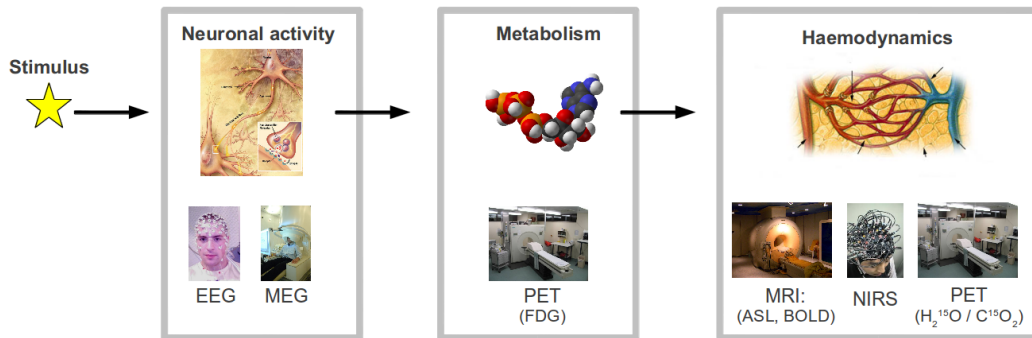 Stimulus
Neuronal activity
EEG
MEG
Metabolism
PET
(FDG)
Haemodynamics
MRI:
(ASL, BOLD)
NIRS
PET
(H₂¹⁵O / C¹⁵O₂)